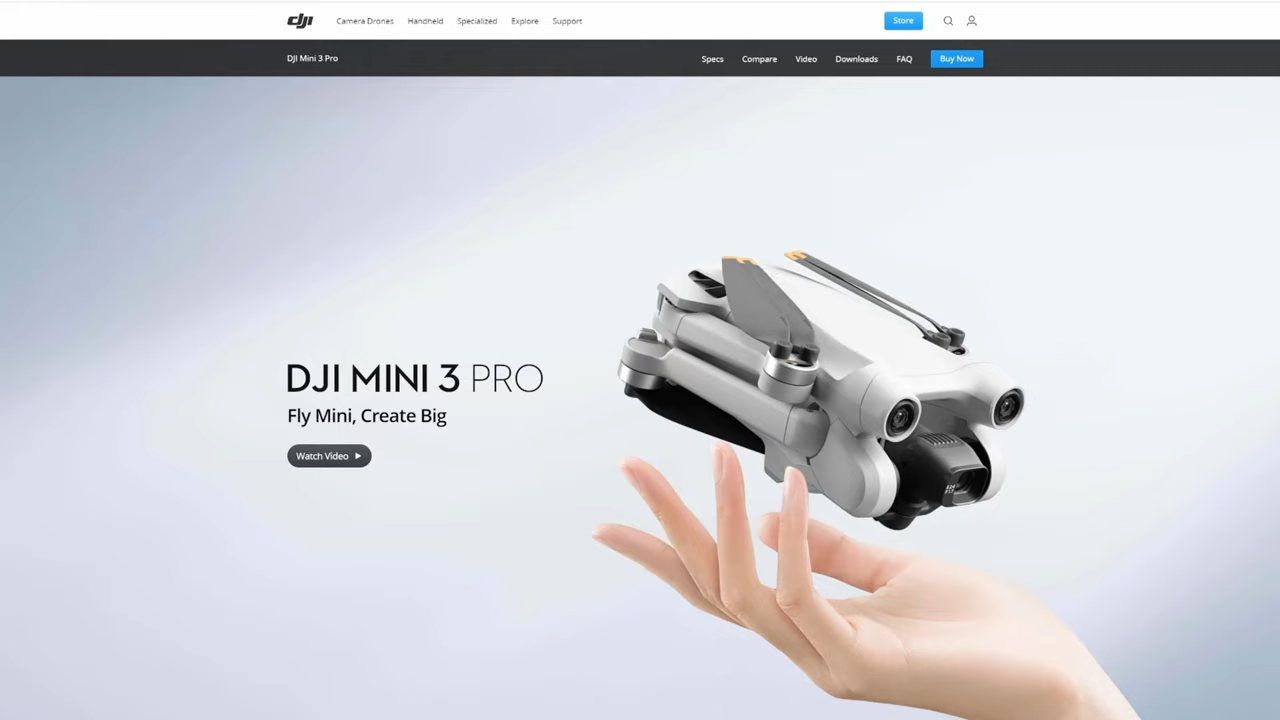 dji Camera Drones Handheld Specialized Explore Support Store
DJI Mini 3 Pro Specs Compare Video Downloads FAQ Buy Now
DJI MINI 3 PRO
Fly Mini, Create Big
Watch Video